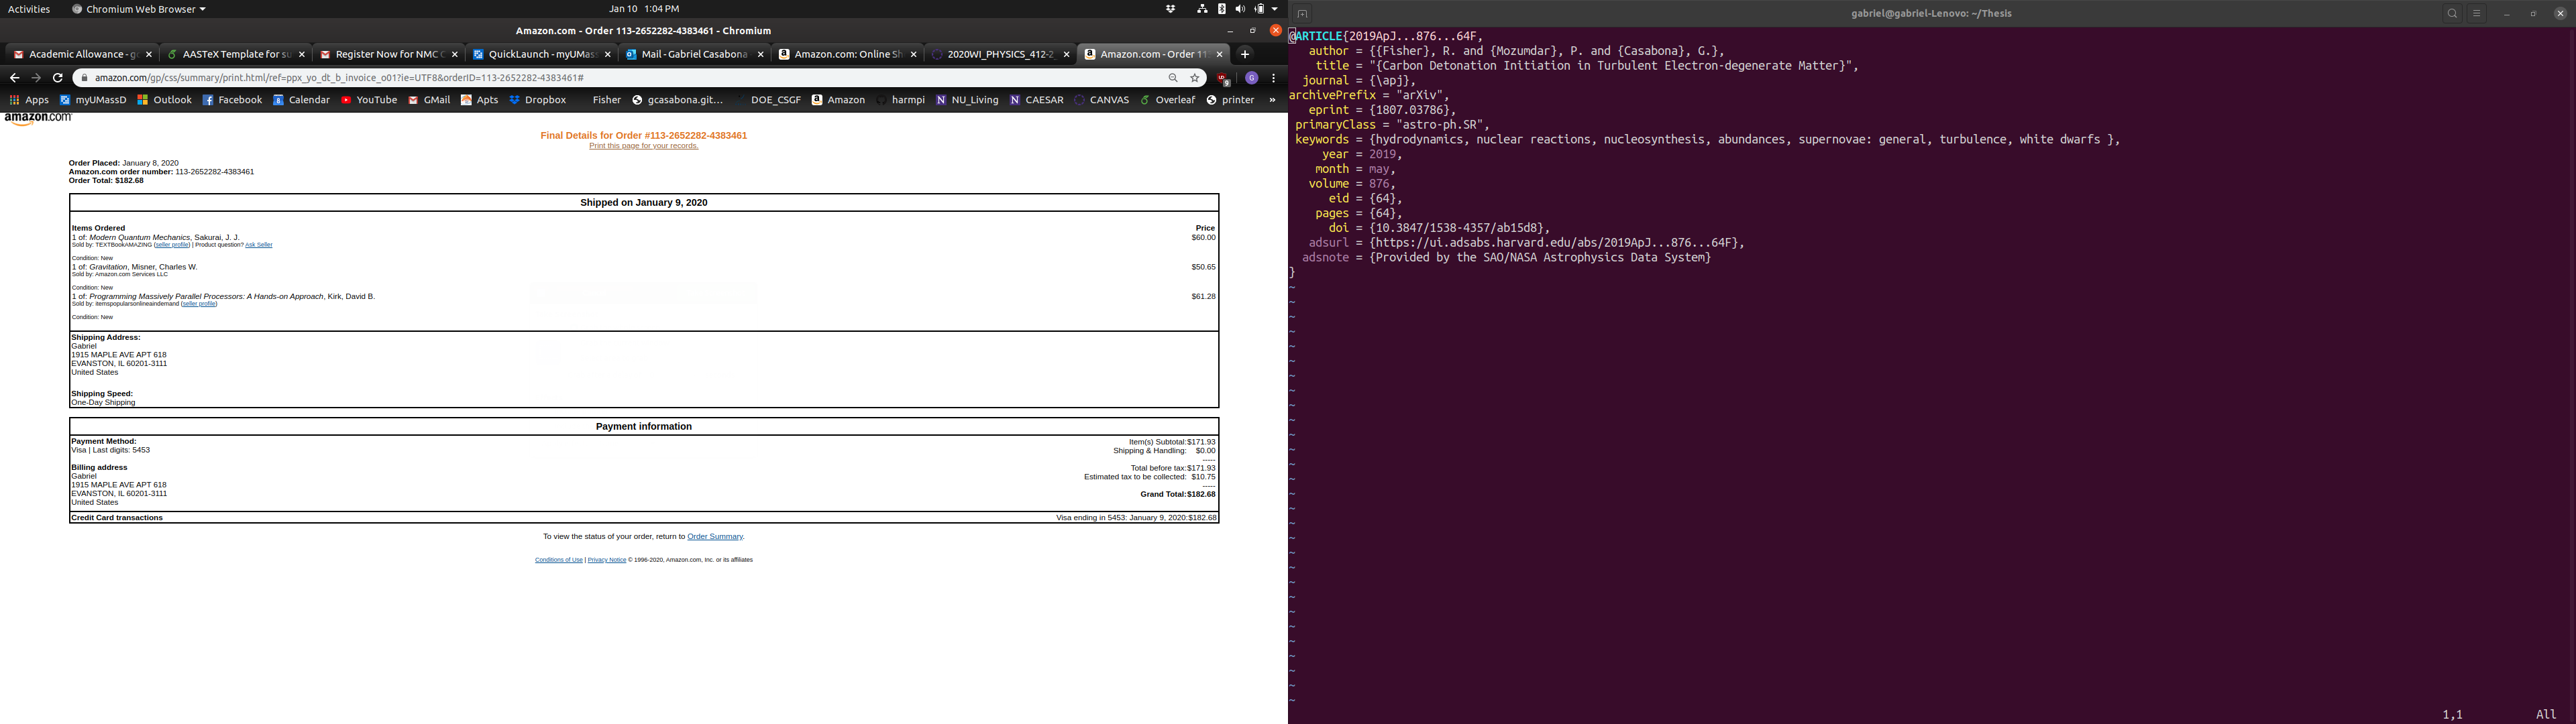 Activities Chromium Web Browser Jan 10 1:04 PM
Amazon.com - Order 113-2652282-4383461 - Chromium
Academic Allowance - g AASTeX Template for su Register Now for NMC C QuickLaunch - myUMass Mail - Gabriel Casabona Amazon.com: Online Sh 2020WI_PHYSICS_412-2_ Amazon.com - Order 11
amazon.com/gp/css/summary/print.html/ref=ppx_yo_dt_b_invoice_o01?ie=UTF8&orderID=113-2652282-4383461#
Apps myUMassD Outlook Facebook Calendar YouTube GMail Apts Dropbox Fisher gcasabona.git... DOE_CSGF Amazon harmpi NU_Living CAESAR CANVAS Overleaf printer »
amazon.com
Final Details for Order #113-2652282-4383461
Print this page for your records.
Order Placed: January 8, 2020
Amazon.com order number: 113-2652282-4383461
Order Total: $182.68
Shipped on January 9, 2020
Items Ordered Price
1 of: Modern Quantum Mechanics, Sakurai, J. J. $60.00
Sold by: TEXTBookAMAZING (seller profile) | Product question? Ask Seller
Condition: New
1 of: Gravitation, Misner, Charles W. $50.65
Sold by: Amazon.com Services LLC
Condition: New
1 of: Programming Massively Parallel Processors: A Hands-on Approach, Kirk, David B. $61.28
Sold by: itemspopularsonlineaindemand (seller profile)
Condition: New
Shipping Address:
Gabriel
1915 MAPLE AVE APT 618
EVANSTON, IL 60201-3111
United States
Shipping Speed:
One-Day Shipping
Payment information
Payment Method:
Visa | Last digits: 5453
Billing address
Gabriel
1915 MAPLE AVE APT 618
EVANSTON, IL 60201-3111
United States
Item(s) Subtotal: $171.93
Shipping & Handling: $0.00
-----
Total before tax: $171.93
Estimated tax to be collected: $10.75
-----
Grand Total: $182.68
Credit Card transactions Visa ending in 5453: January 9, 2020: $182.68
To view the status of your order, return to Order Summary.
Conditions of Use | Privacy Notice © 1996-2020, Amazon.com, Inc. or its affiliates
gabriel@gabriel-Lenovo: ~/Thesis
@ARTICLE{2019ApJ...876...64F,
author = {{Fisher}, R. and {Mozumdar}, P. and {Casabona}, G.},
title = "{Carbon Detonation Initiation in Turbulent Electron-degenerate Matter}",
journal = {\apj},
archivePrefix = "arXiv",
eprint = {1807.03786},
primaryClass = "astro-ph.SR",
keywords = {hydrodynamics, nuclear reactions, nucleosynthesis, abundances, supernovae: general, turbulence, white dwarfs },
year = 2019,
month = may,
volume = 876,
eid = {64},
pages = {64},
doi = {10.3847/1538-4357/ab15d8},
adsurl = {https://ui.adsabs.harvard.edu/abs/2019ApJ...876...64F},
adsnote = {Provided by the SAO/NASA Astrophysics Data System}
}
1,1 All